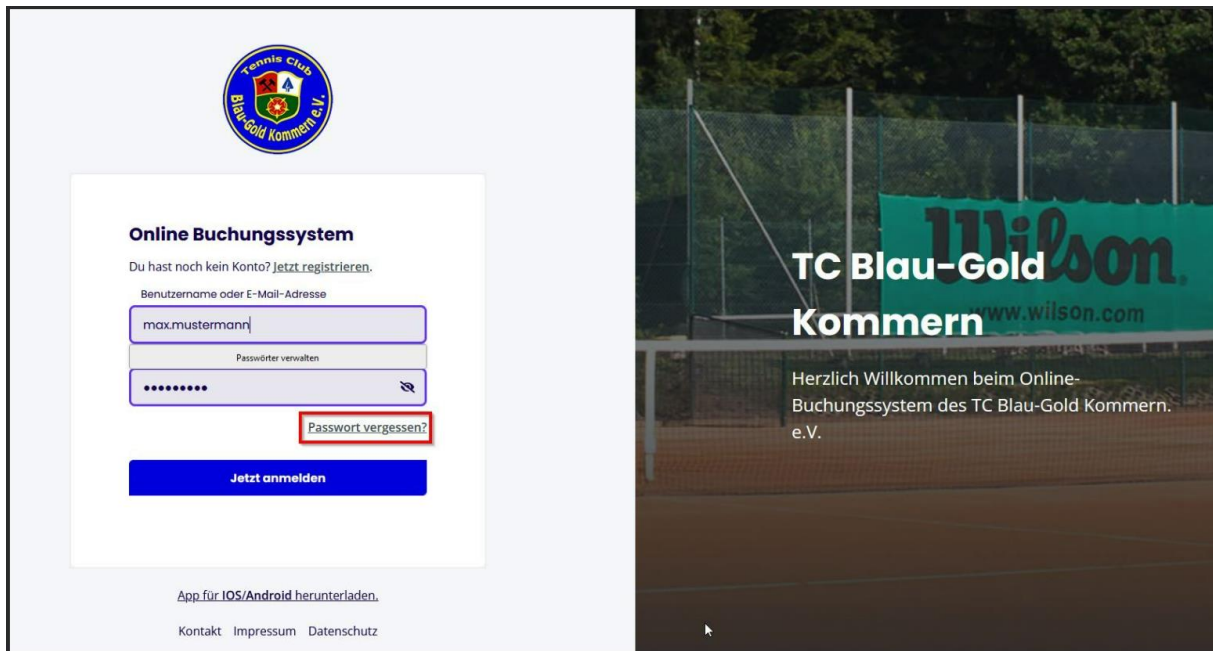 Tennis Club
Blau-Gold Kommern e.V.
Online Buchungssystem
Du hast noch kein Konto? Jetzt registrieren.
Benutzername oder E-Mail-Adresse
max.mustermann
Passwörter verwalten
Passwort vergessen?
Jetzt anmelden
App für IOS/Android herunterladen.
Kontakt Impressum Datenschutz
Wilson.
www.wilson.com
TC Blau-Gold
Kommern
Herzlich Willkommen beim Online-
Buchungssystem des TC Blau-Gold Kommern.
e.V.